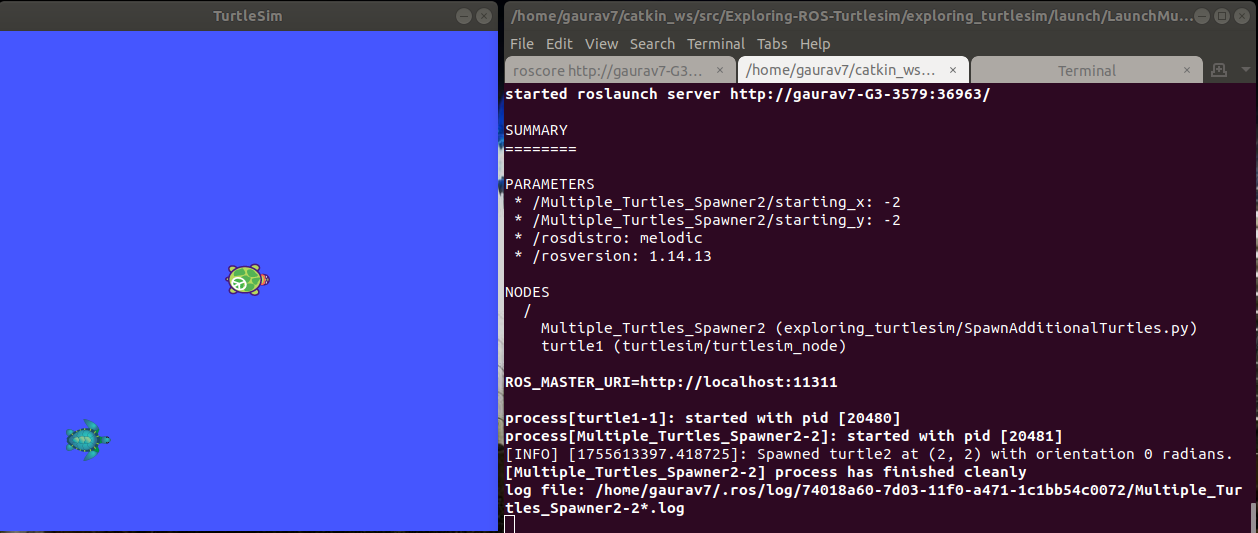 TurtleSim
/home/gaurav7/catkin_ws/src/Exploring-ROS-Turtlesim/exploring_turtlesim/launch/LaunchMu...
File Edit View Search Terminal Tabs Help
roscore http://gaurav7-G3... × /home/gaurav7/catkin_ws... × Terminal ×
started roslaunch server http://gaurav7-G3-3579:36963/
SUMMARY
========
PARAMETERS
* /Multiple_Turtles_Spawner2/starting_x: -2
* /Multiple_Turtles_Spawner2/starting_y: -2
* /rosdistro: melodic
* /rosversion: 1.14.13
NODES
/
Multiple_Turtles_Spawner2 (exploring_turtlesim/SpawnAdditionalTurtles.py)
turtle1 (turtlesim/turtlesim_node)
ROS_MASTER_URI=http://localhost:11311
process[turtle1-1]: started with pid [20480]
process[Multiple_Turtles_Spawner2-2]: started with pid [20481]
[INFO] [1755613397.418725]: Spawned turtle2 at (2, 2) with orientation 0 radians.
[Multiple_Turtles_Spawner2-2] process has finished cleanly
log file: /home/gaurav7/.ros/log/74018a60-7d03-11f0-a471-1c1bb54c0072/Multiple_Tur
tles_Spawner2-2*.log